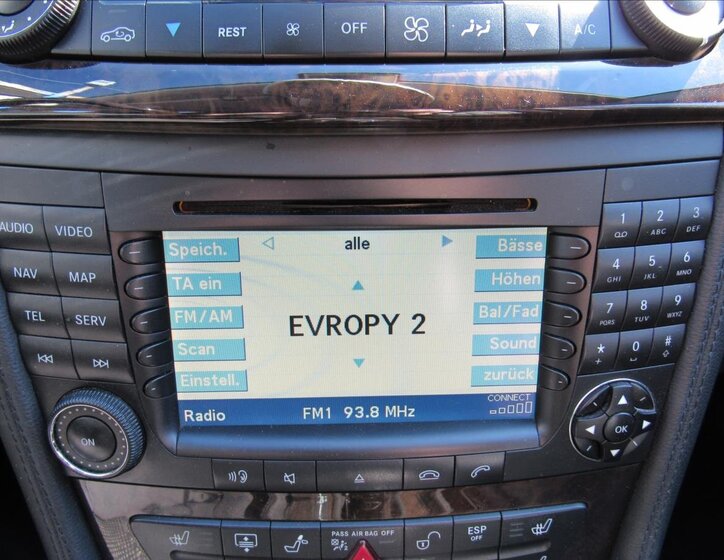 REST OFF A/C
AUDIO VIDEO
NAV MAP
TEL SERV
ON
Speich. alle Bässe
TA ein Höhen
FM/AM Bal/Fad
EVROPY 2
Scan Sound
Einstell. zurück
Radio FM1 93.8 MHz CONNECT
1 2 ABC 3 DEF
4 GHI 5 JKL 6 MNO
7 PQRS 8 TUV 9 WXYZ
* 0 #
+
OK
PASS AIR BAG OFF
ESP
OFF